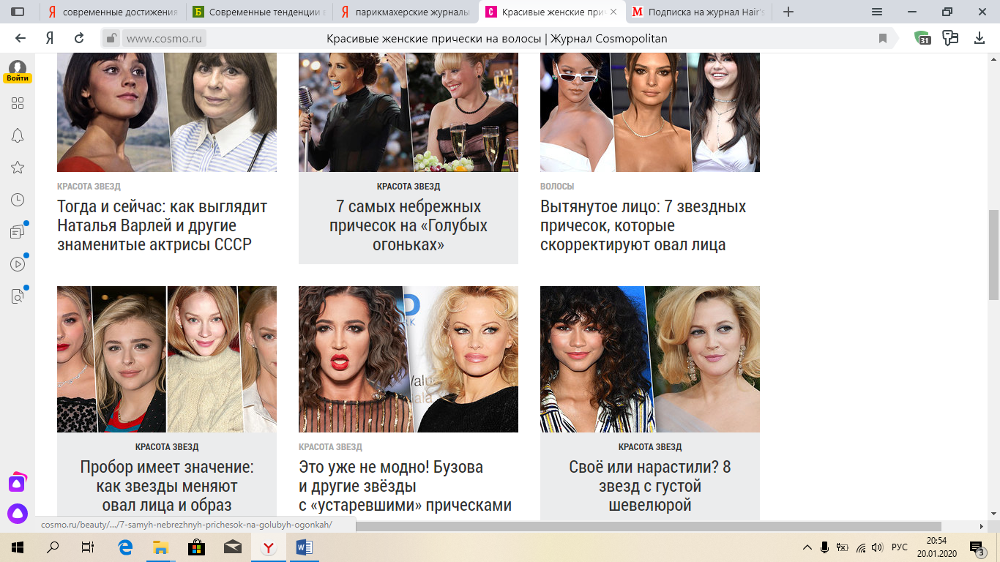 современные достижения
Современные тенденции в
парикмахерские журналы
Красивые женские при
Подписка на журнал Hair's
www.cosmo.ru
Красивые женские прически на волосы | Журнал Cosmopolitan
31
Войти
КРАСОТА ЗВЕЗД
Тогда и сейчас: как выглядит
Наталья Варлей и другие
знаменитые актрисы СССР
КРАСОТА ЗВЕЗД
7 самых небрежных
причесок на «Голубых
огоньках»
ВОЛОСЫ
Вытянутое лицо: 7 звездных
причесок, которые
скорректируют овал лица
КРАСОТА ЗВЕЗД
Пробор имеет значение:
как звезды меняют
овал лица и образ
КРАСОТА ЗВЕЗД
Это уже не модно! Бузова
и другие звёзды
с «устаревшими» прическами
КРАСОТА ЗВЕЗД
Своё или нарастили? 8
звезд с густой
шевелюрой
cosmo.ru/beauty/.../7-samyh-nebrezhnyh-prichesok-na-golubyh-ogonkah/
РУС
20:54
20.01.2020
3